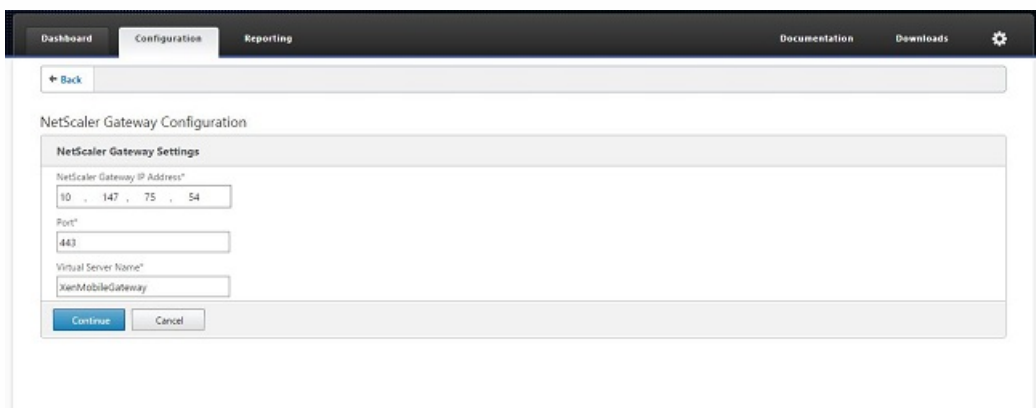 Dashboard Configuration Reporting Documentation Downloads
Back
NetScaler Gateway Configuration
NetScaler Gateway Settings
NetScaler Gateway IP Address*
10 . 147 . 75 . 54
Port*
443
Virtual Server Name*
XenMobileGateway
Continue Cancel